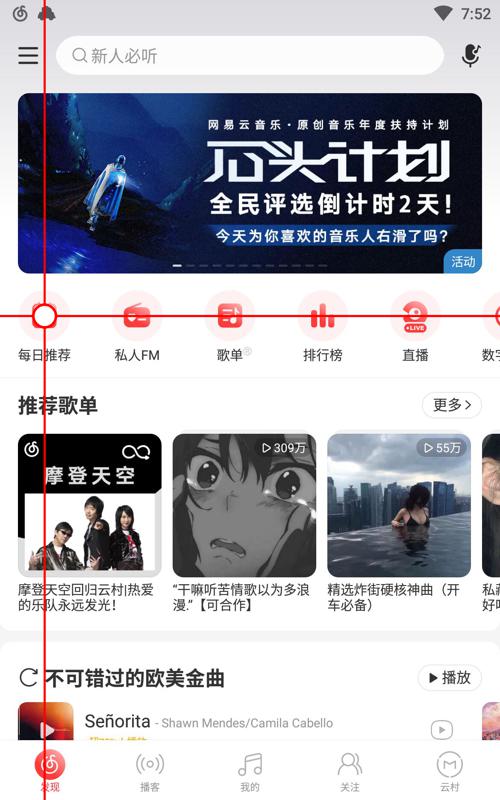 7:52
新人必听
网易云音乐·原创音乐年度扶持计划
石头计划
全民评选倒计时2天!
今天为你喜欢的音乐人右滑了吗?
活动
LIVE
每日推荐
私人FM
歌单®
排行榜
直播
数字
推荐歌单
更多
摩登天空
309万
55万
摩登天空回归云村|热爱
的乐队永远发光!
“干嘛听苦情歌以为多浪
漫.”【可合作】
精选炸街硬核神曲（开
车必备）
私藏
好听
不可错过的欧美金曲
播放
Señorita - Shawn Mendes/Camila Cabello
发现
播客
我的
关注
云村